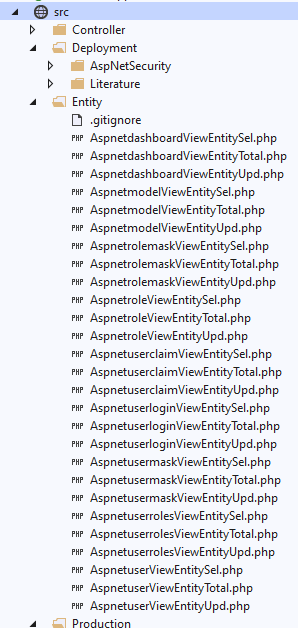 src
Controller
Deployment
AspNetSecurity
Literature
Entity
.gitignore
PHP AspnetdashboardViewEntitySel.php
PHP AspnetdashboardViewEntityTotal.php
PHP AspnetdashboardViewEntityUpd.php
PHP AspnetmodelViewEntitySel.php
PHP AspnetmodelViewEntityTotal.php
PHP AspnetmodelViewEntityUpd.php
PHP AspnetrolemaskViewEntitySel.php
PHP AspnetrolemaskViewEntityTotal.php
PHP AspnetrolemaskViewEntityUpd.php
PHP AspnetroleViewEntitySel.php
PHP AspnetroleViewEntityTotal.php
PHP AspnetroleViewEntityUpd.php
PHP AspnetuserclaimViewEntitySel.php
PHP AspnetuserclaimViewEntityTotal.php
PHP AspnetuserclaimViewEntityUpd.php
PHP AspnetuserloginViewEntitySel.php
PHP AspnetuserloginViewEntityTotal.php
PHP AspnetuserloginViewEntityUpd.php
PHP AspnetusermaskViewEntitySel.php
PHP AspnetusermaskViewEntityTotal.php
PHP AspnetusermaskViewEntityUpd.php
PHP AspnetuserrolesViewEntitySel.php
PHP AspnetuserrolesViewEntityTotal.php
PHP AspnetuserrolesViewEntityUpd.php
PHP AspnetuserViewEntitySel.php
PHP AspnetuserViewEntityTotal.php
PHP AspnetuserViewEntityUpd.php
Production